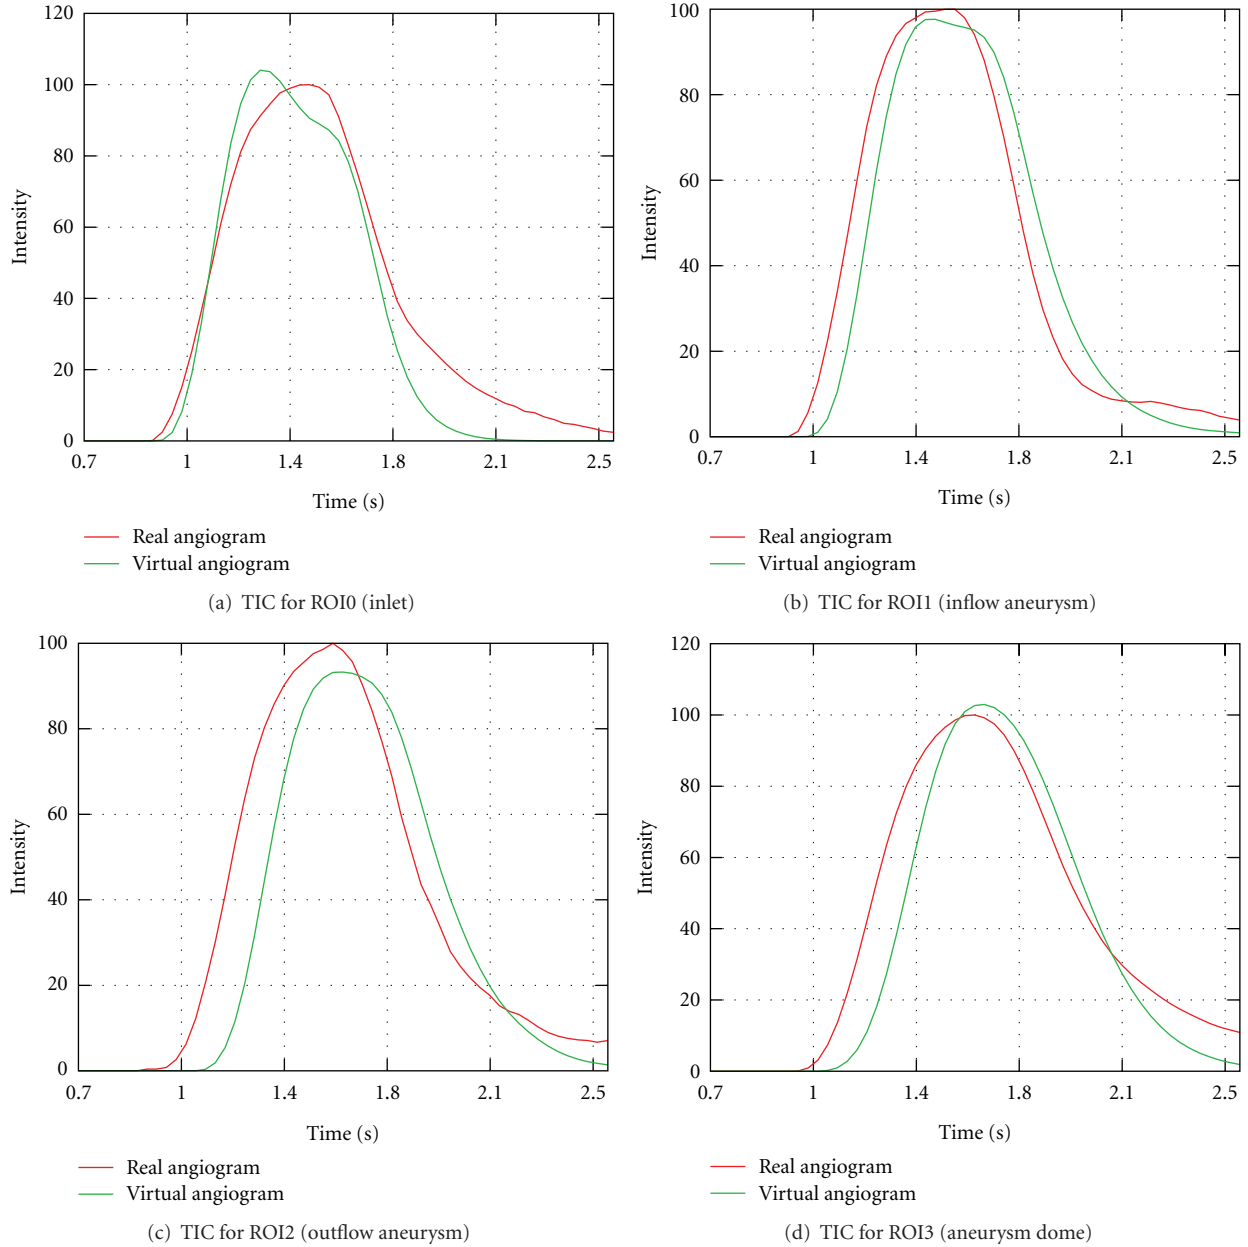 120
100
80
60
40
20
0
Intensity
0.7 1 1.4 1.8 2.1 2.5
Time (s)
Real angiogram
Virtual angiogram
(a) TIC for ROI0 (inlet)
100
80
60
40
20
0
Intensity
0.7 1 1.4 1.8 2.1 2.5
Time (s)
Real angiogram
Virtual angiogram
(b) TIC for ROI1 (inflow aneurysm)
100
80
60
40
20
0
Intensity
0.7 1 1.4 1.8 2.1 2.5
Time (s)
Real angiogram
Virtual angiogram
(c) TIC for ROI2 (outflow aneurysm)
120
100
80
60
40
20
0
Intensity
0.7 1 1.4 1.8 2.1 2.5
Time (s)
Real angiogram
Virtual angiogram
(d) TIC for ROI3 (aneurysm dome)